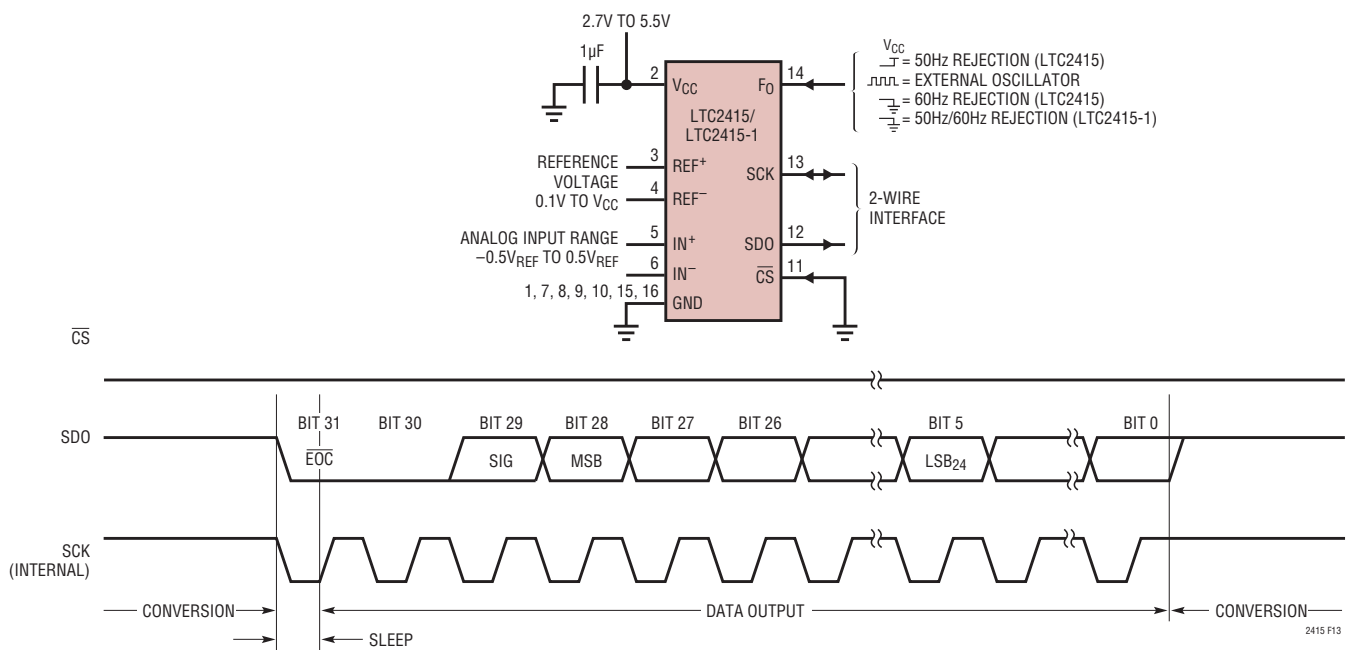 2.7V TO 5.5V
1µF
2
VCC
14
FO
VCC
= 50Hz REJECTION (LTC2415)
= EXTERNAL OSCILLATOR
= 60Hz REJECTION (LTC2415)
= 50Hz/60Hz REJECTION (LTC2415-1)
LTC2415/
LTC2415-1
REFERENCE
VOLTAGE
0.1V TO VCC
3
REF+
4
REF−
13
SCK
2-WIRE
INTERFACE
ANALOG INPUT RANGE
−0.5VREF TO 0.5VREF
5
IN+
6
IN−
12
SDO
11
CS
1, 7, 8, 9, 10, 15, 16
GND
CS
SDO
BIT 31
BIT 30
BIT 29
BIT 28
BIT 27
BIT 26
BIT 5
BIT 0
EOC
SIG
MSB
LSB24
SCK
(INTERNAL)
CONVERSION
DATA OUTPUT
CONVERSION
SLEEP
2415 F13